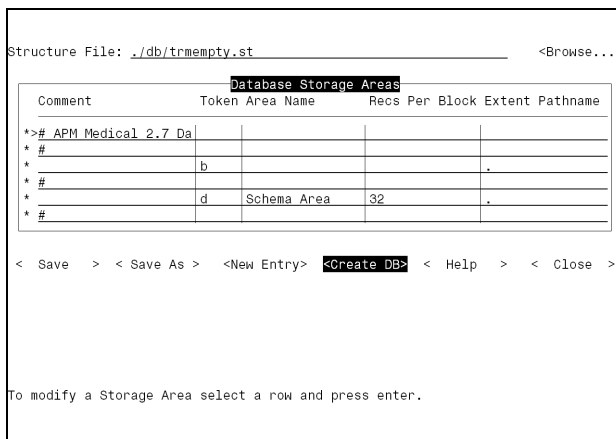 Structure File: ./db/trmempty.st <Browse...
Database Storage Areas
Comment Token Area Name Recs Per Block Extent Pathname
*># APM Medical 2.7 Da
* #
* b .
* #
* d Schema Area 32 .
* #
< Save > < Save As > <New Entry> <Create DB> < Help > < Close >
To modify a Storage Area select a row and press enter.